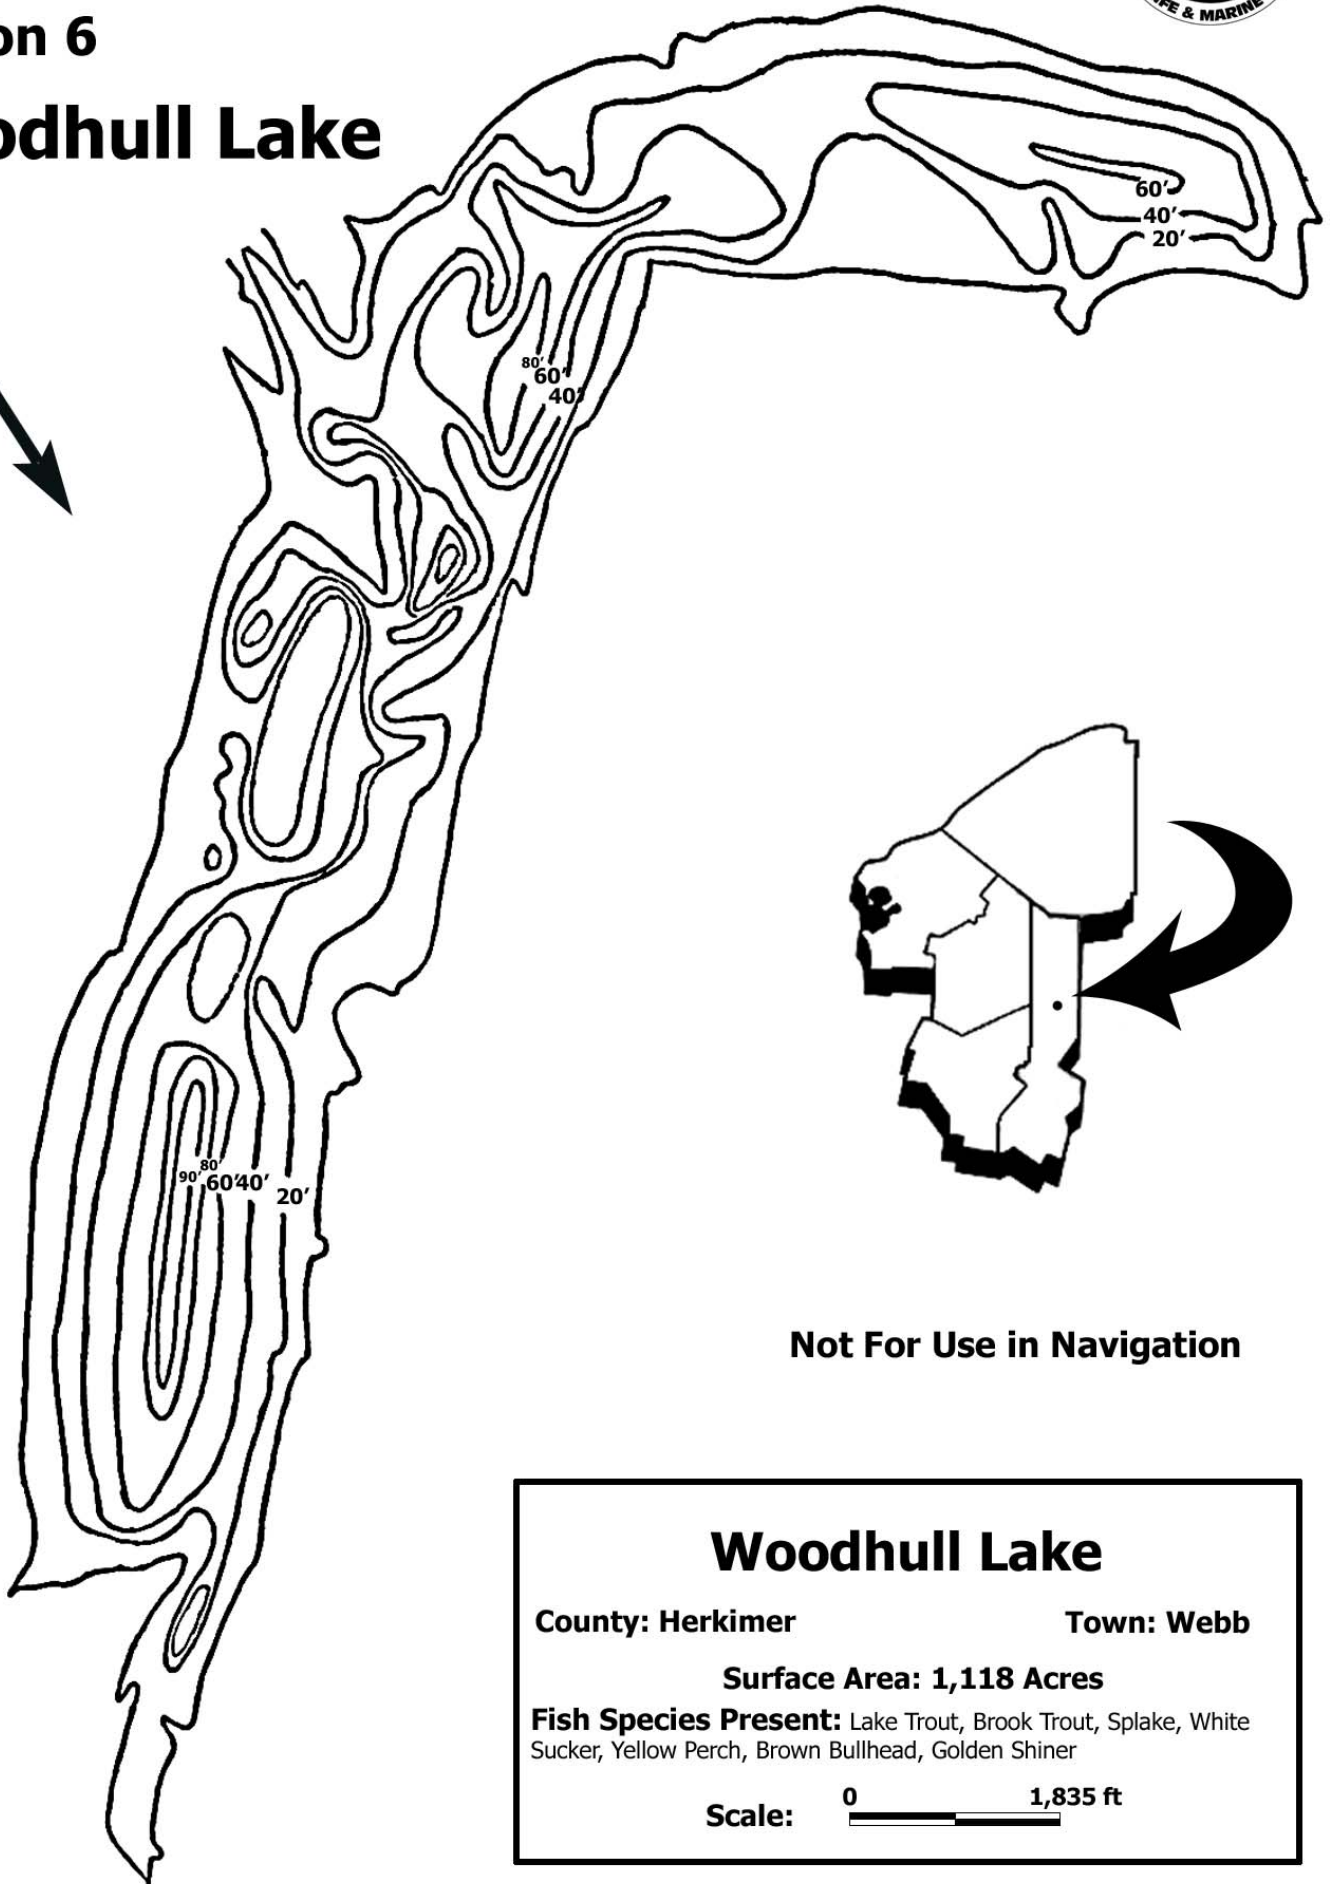 on 6
odhull Lake
IFE & MARINE
60'
40'
20'
80'
60'
40'
90'
80'
60'
40'
20'
Not For Use in Navigation
Woodhull Lake
County: Herkimer Town: Webb
Surface Area: 1,118 Acres
Fish Species Present: Lake Trout, Brook Trout, Splake, White
Sucker, Yellow Perch, Brown Bullhead, Golden Shiner
0 1,835 ft
Scale: